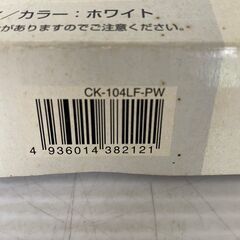 ／カラー：ホワイト
がありますのでご注意ください。
CK-104LF-PW
4 936014 382121